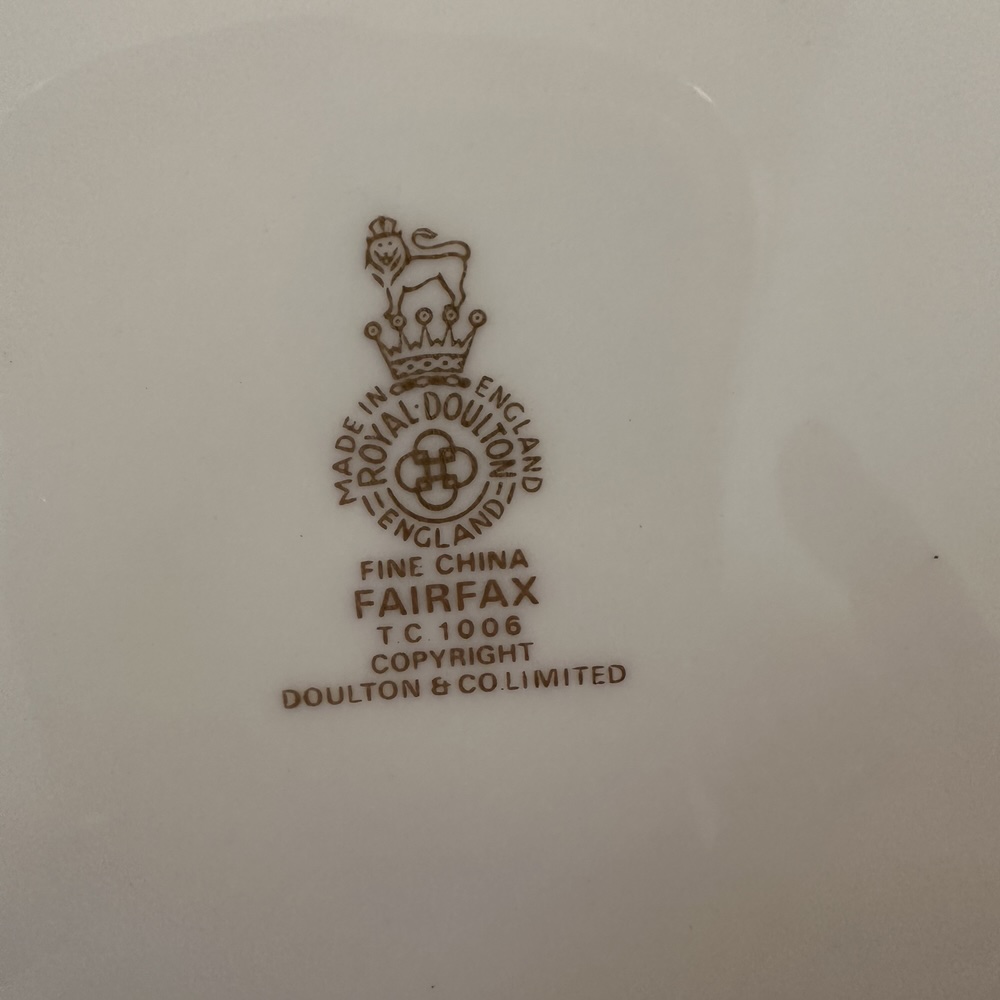 MADE IN ENGLAND
ROYAL·DOULTON
ENGLAND
FINE CHINA
FAIRFAX
T.C. 1006
COPYRIGHT
DOULTON & CO.LIMITED